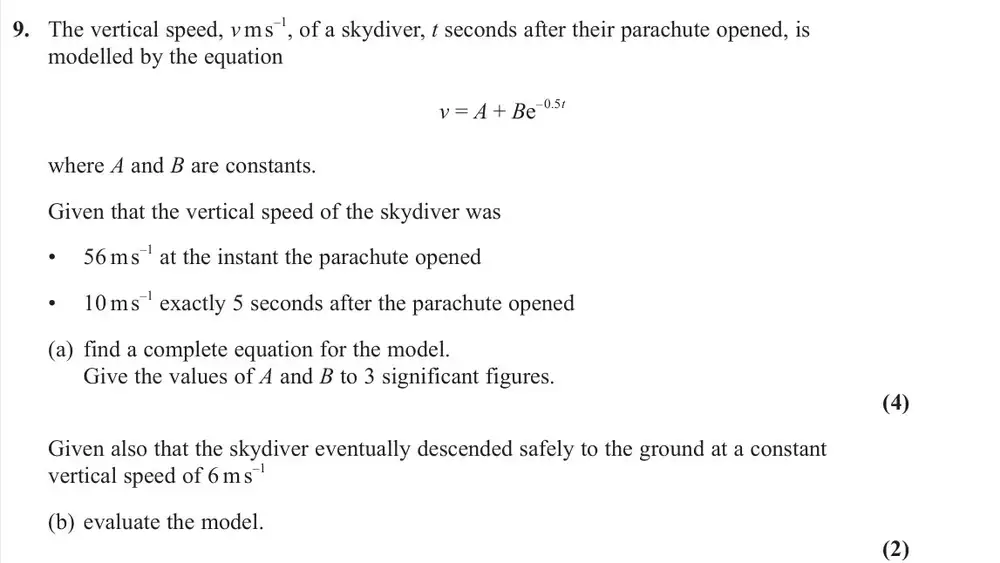 9. The vertical speed, v m s⁻¹, of a skydiver, t seconds after their parachute opened, is
modelled by the equation
v = A + Be⁻⁰·⁵ᵗ
where A and B are constants.
Given that the vertical speed of the skydiver was
• 56 m s⁻¹ at the instant the parachute opened
• 10 m s⁻¹ exactly 5 seconds after the parachute opened
(a) find a complete equation for the model.
Give the values of A and B to 3 significant figures.
(4)
Given also that the skydiver eventually descended safely to the ground at a constant
vertical speed of 6 m s⁻¹
(b) evaluate the model.
(2)